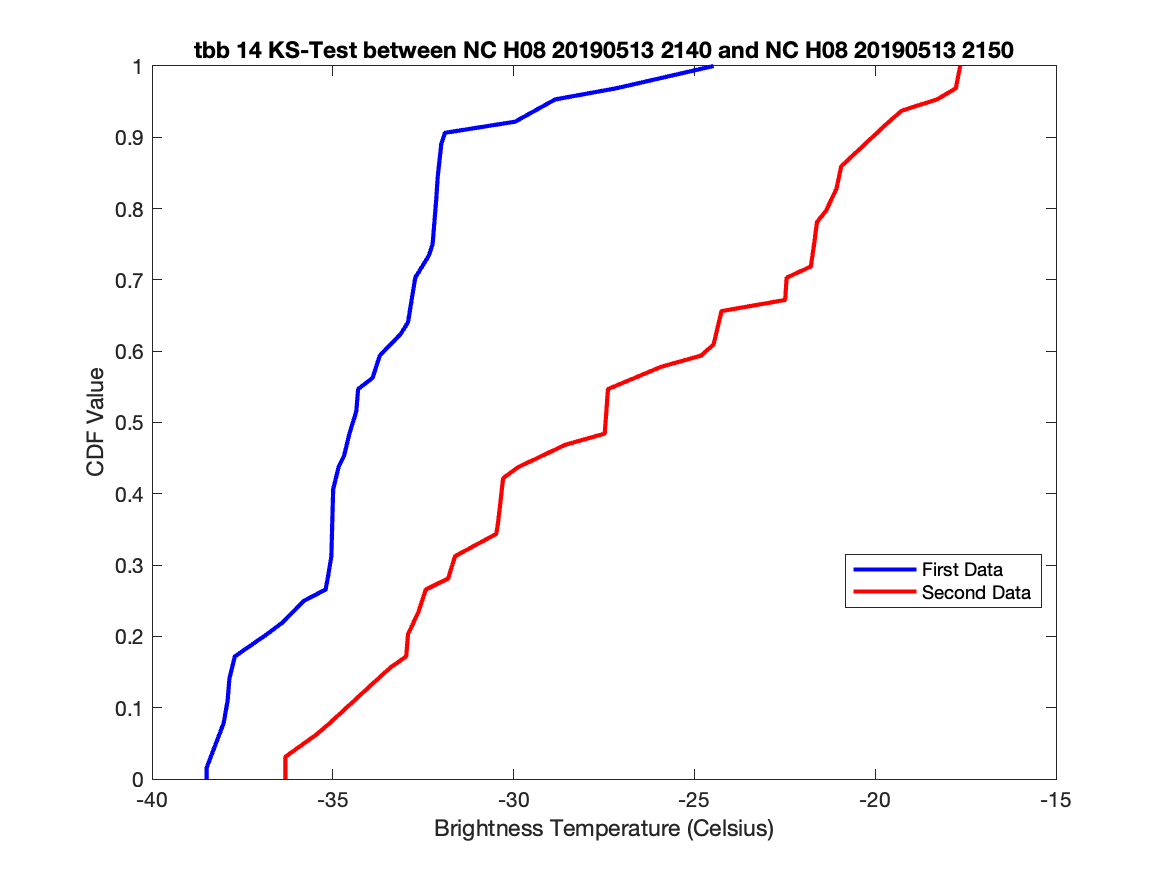 tbb 14 KS-Test between NC H08 20190513 2140 and NC H08 20190513 2150
1
0.9
0.8
0.7
0.6
0.5
0.4
0.3
0.2
0.1
0
CDF Value
First Data
Second Data
-40 -35 -30 -25 -20 -15
Brightness Temperature (Celsius)